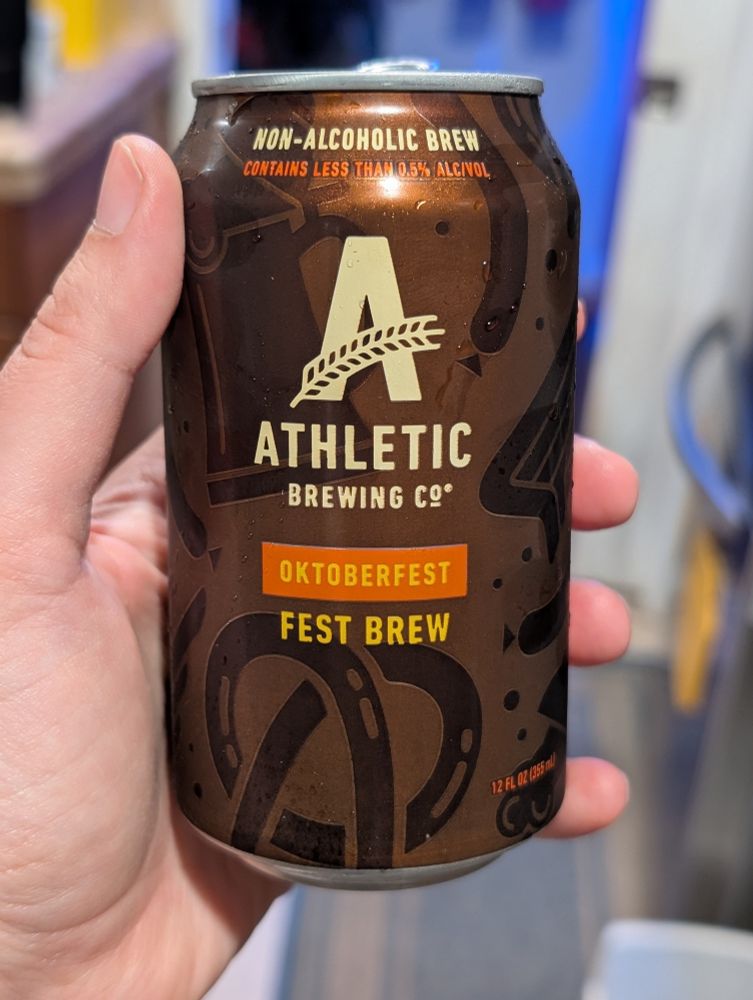 NON-ALCOHOLIC BREW
CONTAINS LESS THAN 0.5% ALC/VOL
A
ATHLETIC
BREWING Co®
OKTOBERFEST
FEST BREW
12 FL OZ (355 mL)